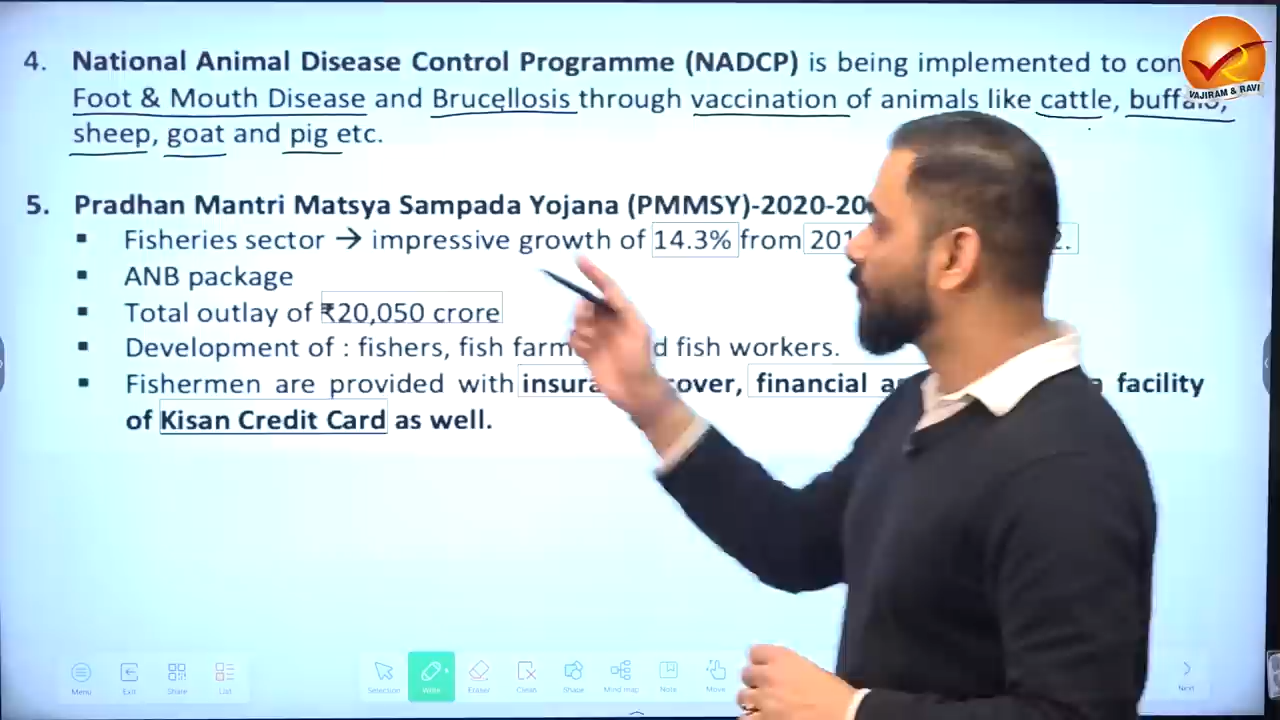 4. National Animal Disease Control Programme (NADCP) is being implemented to
Foot & Mouth Disease and Brucellosis through vaccination of animals like cattle, buffalo,
sheep, goat and pig etc.
5. Pradhan Mantri Matsya Sampada Yojana (PMMSY)-2020-20
▪ Fisheries sector → impressive growth of 14.3% from
▪ ANB package
▪ Total outlay of ₹20,050 crore
▪ Development of : fishers, fish fish workers.
▪ Fishermen are provided with cover, financial facility
of Kisan Credit Card as well.
VAJIRAM & RAVI
Menu Exit Share List Selection Write Eraser Clean Shape Mind map Note Move Next